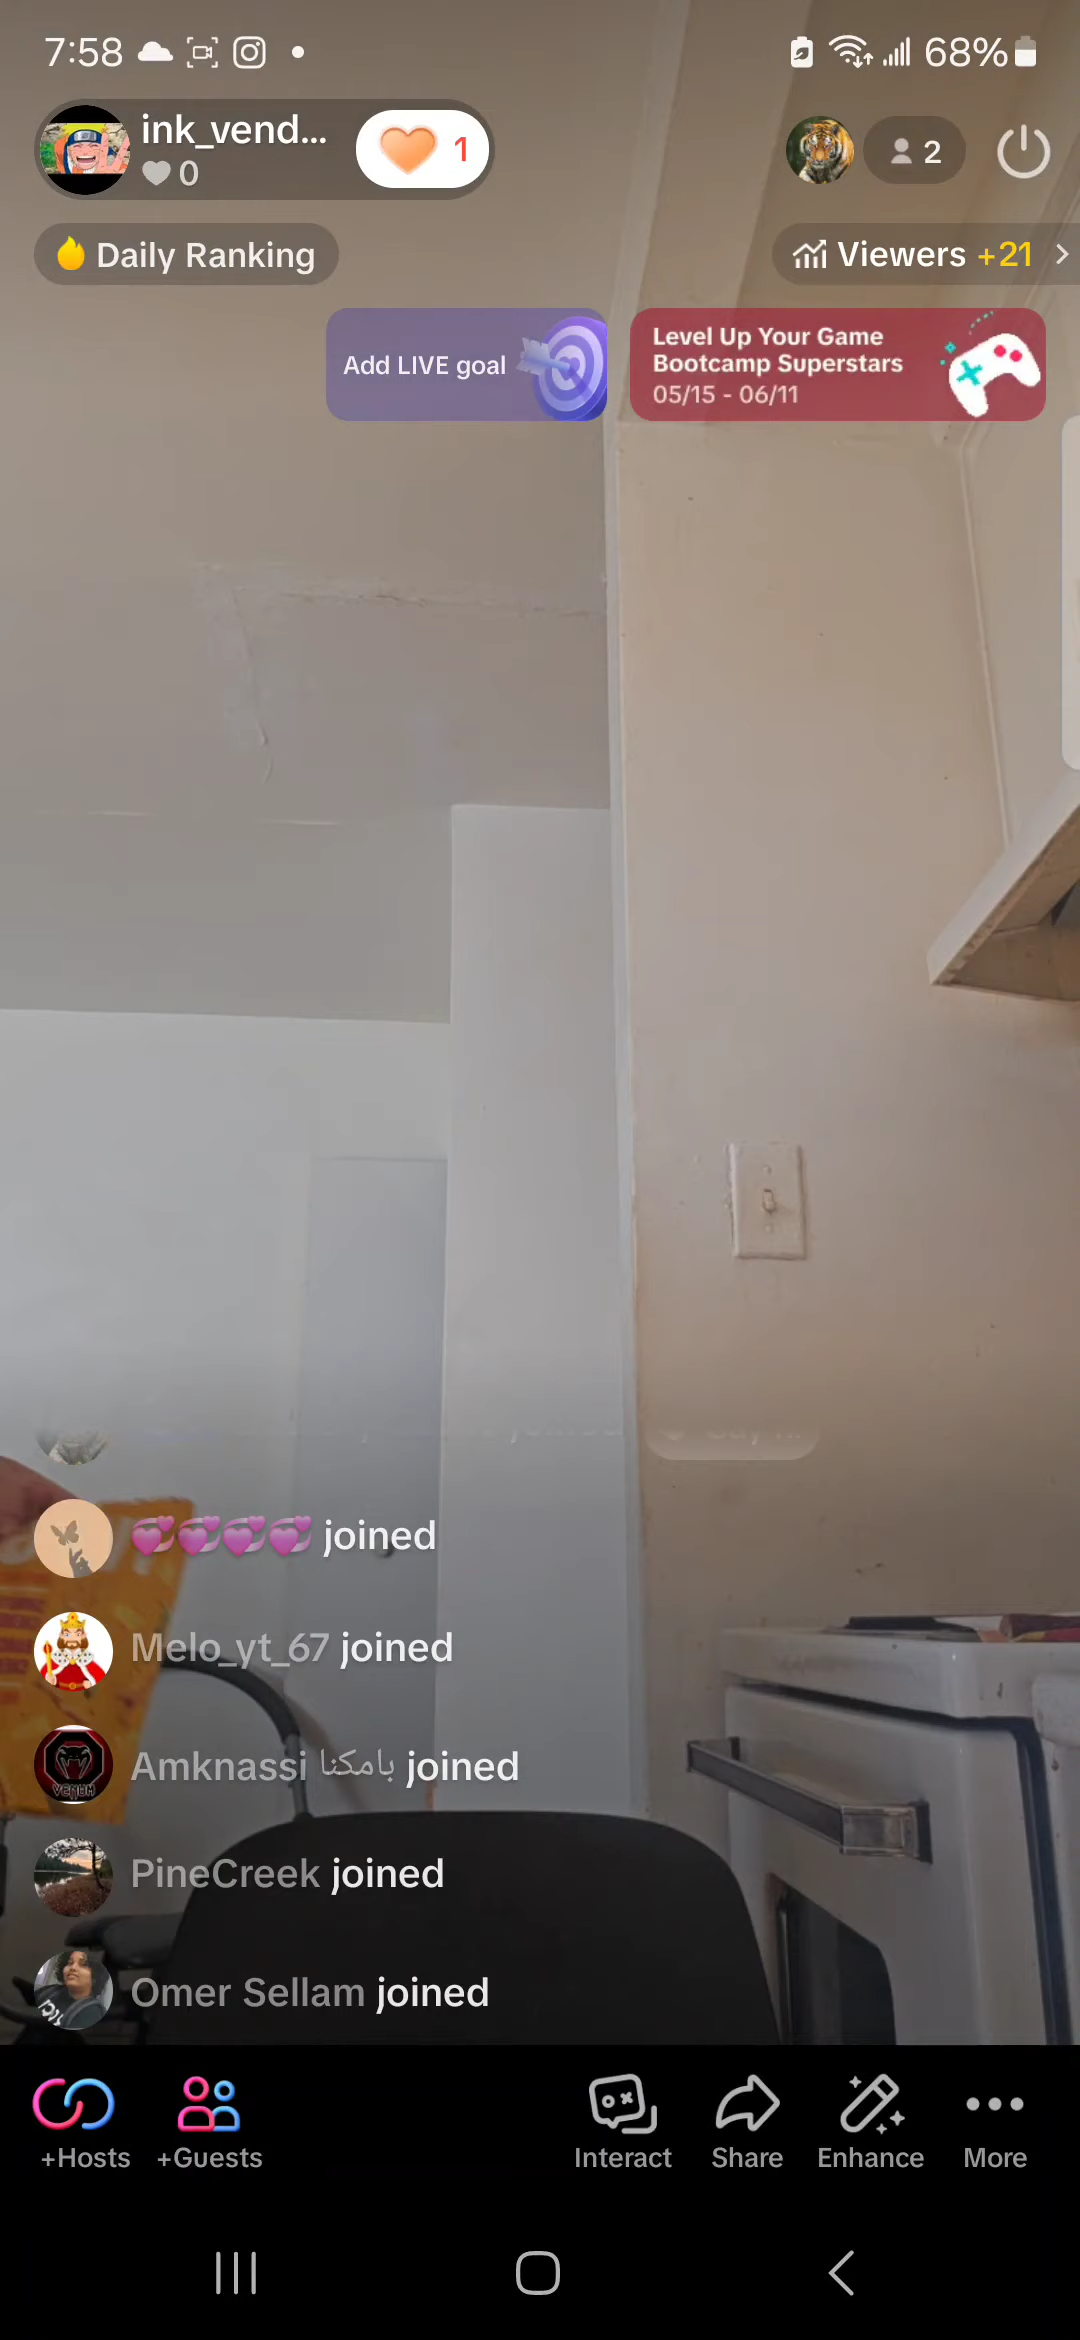 7:58
68%
ink_vend...
0
1
2
Daily Ranking
Viewers +21
Add LIVE goal
Level Up Your Game
Bootcamp Superstars
05/15 - 06/11
💞💞💞💞 joined
Melo_yt_67 joined
Amknassi بامكنا joined
VENUM
PineCreek joined
Omer Sellam joined
+Hosts
+Guests
Interact
Share
Enhance
More